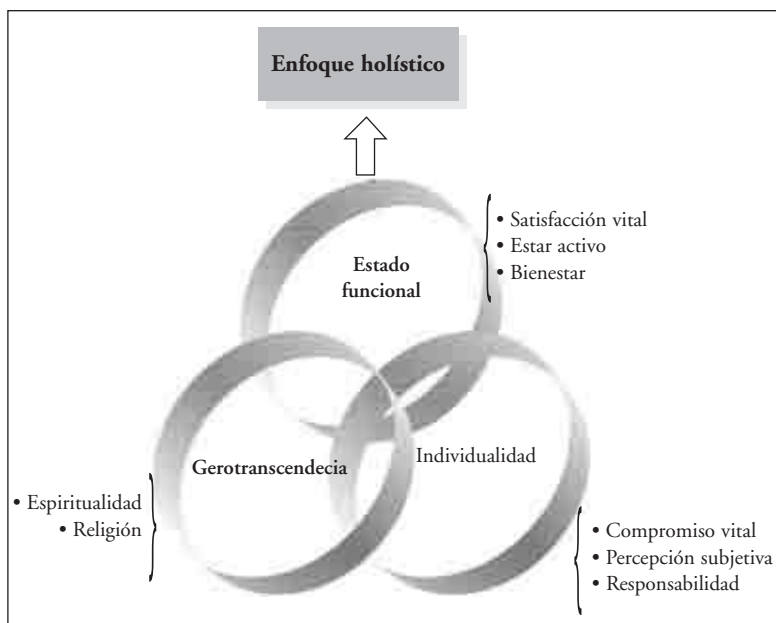 Enfoque holístico
• Satisfacción vital
• Estar activo
• Bienestar
Estado
funcional
Gerotranscendecia
Individualidad
• Espiritualidad
• Religión
• Compromiso vital
• Percepción subjetiva
• Responsabilidad